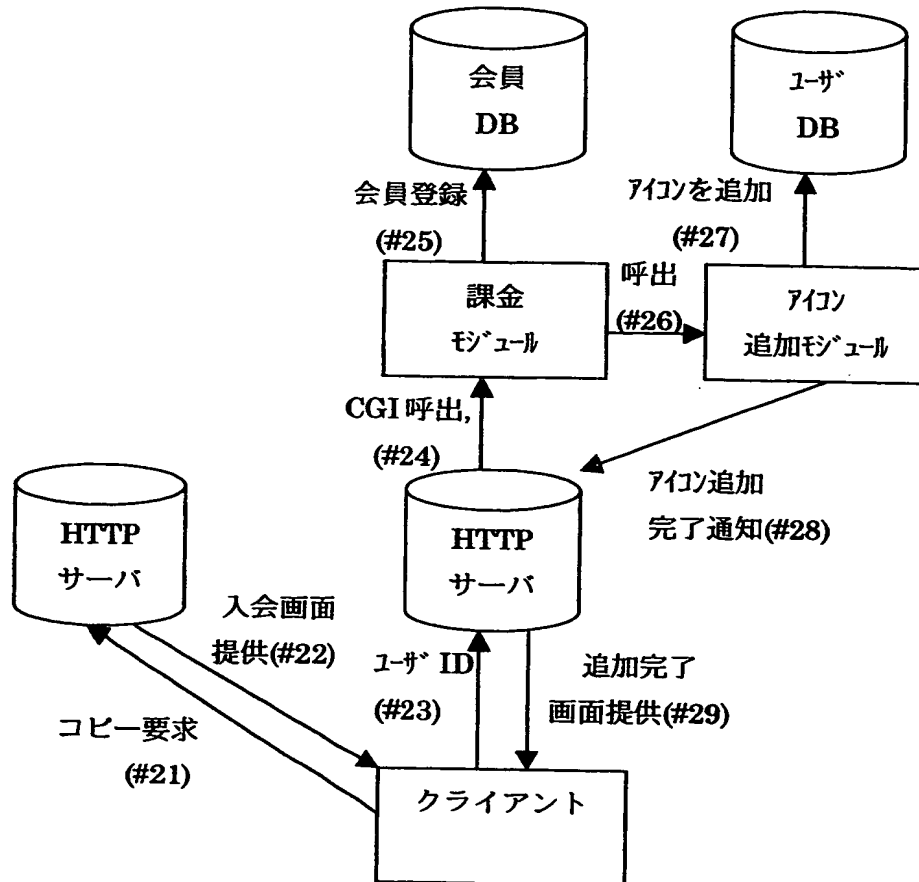 会員
DB
ユーザ
DB
会員登録
(#25)
アイコンを追加
(#27)
呼出
(#26)
課金
モジュール
アイコン
追加モジュール
CGI 呼出,
(#24)
アイコン追加
完了通知(#28)
HTTP
サーバ
HTTP
サーバ
入会画面
提供(#22)
ユーザ ID
(#23)
追加完了
画面提供(#29)
コピー要求
(#21)
クライアント